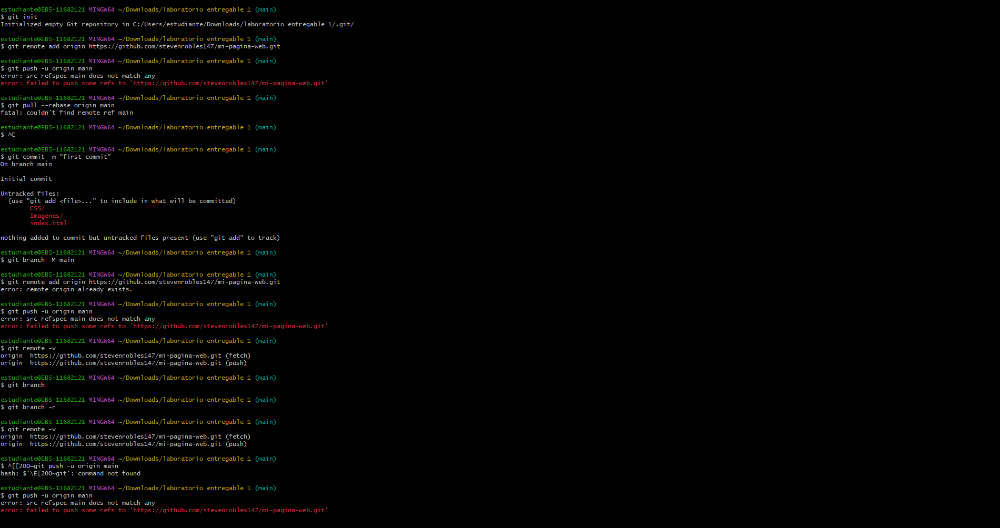 estudiante@EBS-11682121 MINGW64 ~/Downloads/laboratorio entregable 1 (main)
$ git init
Initialized empty Git repository in C:/Users/estudiante/Downloads/laboratorio entregable 1/.git/
estudiante@EBS-11682121 MINGW64 ~/Downloads/laboratorio entregable 1 (main)
$ git remote add origin https://github.com/stevenrobles147/mi-pagina-web.git
estudiante@EBS-11682121 MINGW64 ~/Downloads/laboratorio entregable 1 (main)
$ git push -u origin main
error: src refspec main does not match any
error: failed to push some refs to 'https://github.com/stevenrobles147/mi-pagina-web.git'
estudiante@EBS-11682121 MINGW64 ~/Downloads/laboratorio entregable 1 (main)
$ git pull --rebase origin main
fatal: couldn't find remote ref main
estudiante@EBS-11682121 MINGW64 ~/Downloads/laboratorio entregable 1 (main)
$ ^C
estudiante@EBS-11682121 MINGW64 ~/Downloads/laboratorio entregable 1 (main)
$ git commit -m "first commit"
On branch main
Initial commit
Untracked files:
  (use "git add <file>..." to include in what will be committed)
        CSS/
        Imagenes/
        index.html
nothing added to commit but untracked files present (use "git add" to track)
estudiante@EBS-11682121 MINGW64 ~/Downloads/laboratorio entregable 1 (main)
$ git branch -M main
estudiante@EBS-11682121 MINGW64 ~/Downloads/laboratorio entregable 1 (main)
$ git remote add origin https://github.com/stevenrobles147/mi-pagina-web.git
error: remote origin already exists.
estudiante@EBS-11682121 MINGW64 ~/Downloads/laboratorio entregable 1 (main)
$ git push -u origin main
error: src refspec main does not match any
error: failed to push some refs to 'https://github.com/stevenrobles147/mi-pagina-web.git'
estudiante@EBS-11682121 MINGW64 ~/Downloads/laboratorio entregable 1 (main)
$ git remote -v
origin  https://github.com/stevenrobles147/mi-pagina-web.git (fetch)
origin  https://github.com/stevenrobles147/mi-pagina-web.git (push)
estudiante@EBS-11682121 MINGW64 ~/Downloads/laboratorio entregable 1 (main)
$ git branch
estudiante@EBS-11682121 MINGW64 ~/Downloads/laboratorio entregable 1 (main)
$ git branch -r
estudiante@EBS-11682121 MINGW64 ~/Downloads/laboratorio entregable 1 (main)
$ git remote -v
origin  https://github.com/stevenrobles147/mi-pagina-web.git (fetch)
origin  https://github.com/stevenrobles147/mi-pagina-web.git (push)
estudiante@EBS-11682121 MINGW64 ~/Downloads/laboratorio entregable 1 (main)
$ ^[[200~git push -u origin main
bash: $'\E[200~git': command not found
estudiante@EBS-11682121 MINGW64 ~/Downloads/laboratorio entregable 1 (main)
$ git push -u origin main
error: src refspec main does not match any
error: failed to push some refs to 'https://github.com/stevenrobles147/mi-pagina-web.git'